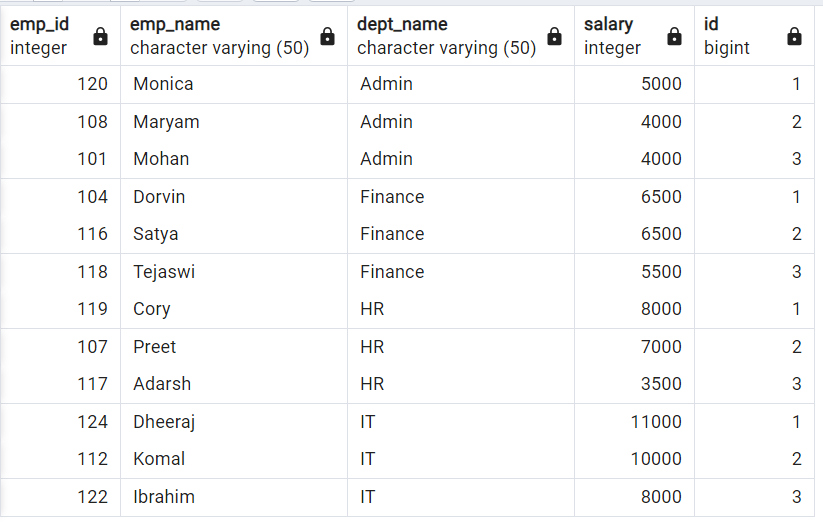 emp_id emp_name dept_name salary id
integer character varying (50) character varying (50) integer bigint
120 Monica Admin 5000 1
108 Maryam Admin 4000 2
101 Mohan Admin 4000 3
104 Dorvin Finance 6500 1
116 Satya Finance 6500 2
118 Tejaswi Finance 5500 3
119 Cory HR 8000 1
107 Preet HR 7000 2
117 Adarsh HR 3500 3
124 Dheeraj IT 11000 1
112 Komal IT 10000 2
122 Ibrahim IT 8000 3